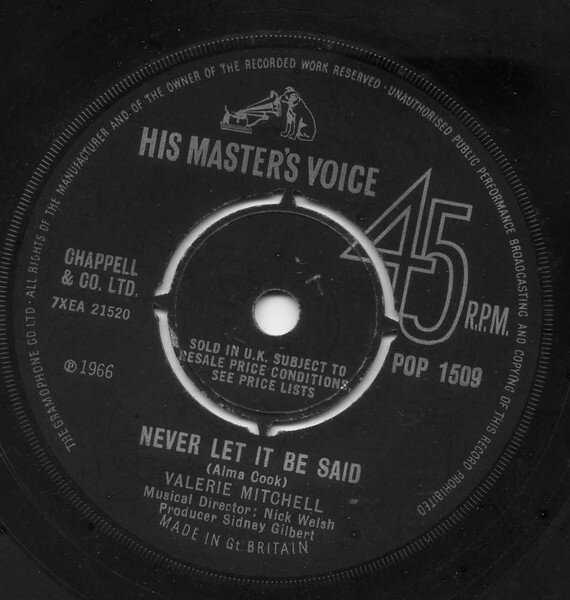 THE GRAMOPHONE CO LTD · ALL RIGHTS OF THE MANUFACTURER AND OF THE OWNER OF THE RECORDED WORK RESERVED · UNAUTHORISED PUBLIC PERFORMANCE BROADCASTING AND COPYING OF THIS RECORD PROHIBITED
HIS MASTER'S VOICE
45
R.P.M.
CHAPPELL
& CO. LTD.
7XEA 21520
POP 1509
℗ 1966
SOLD IN U.K. SUBJECT TO
RESALE PRICE CONDITIONS,
SEE PRICE LISTS
NEVER LET IT BE SAID
(Alma Cook)
VALERIE MITCHELL
Musical Director: Nick Welsh
Producer Sidney Gilbert
MADE IN Gt. BRITAIN